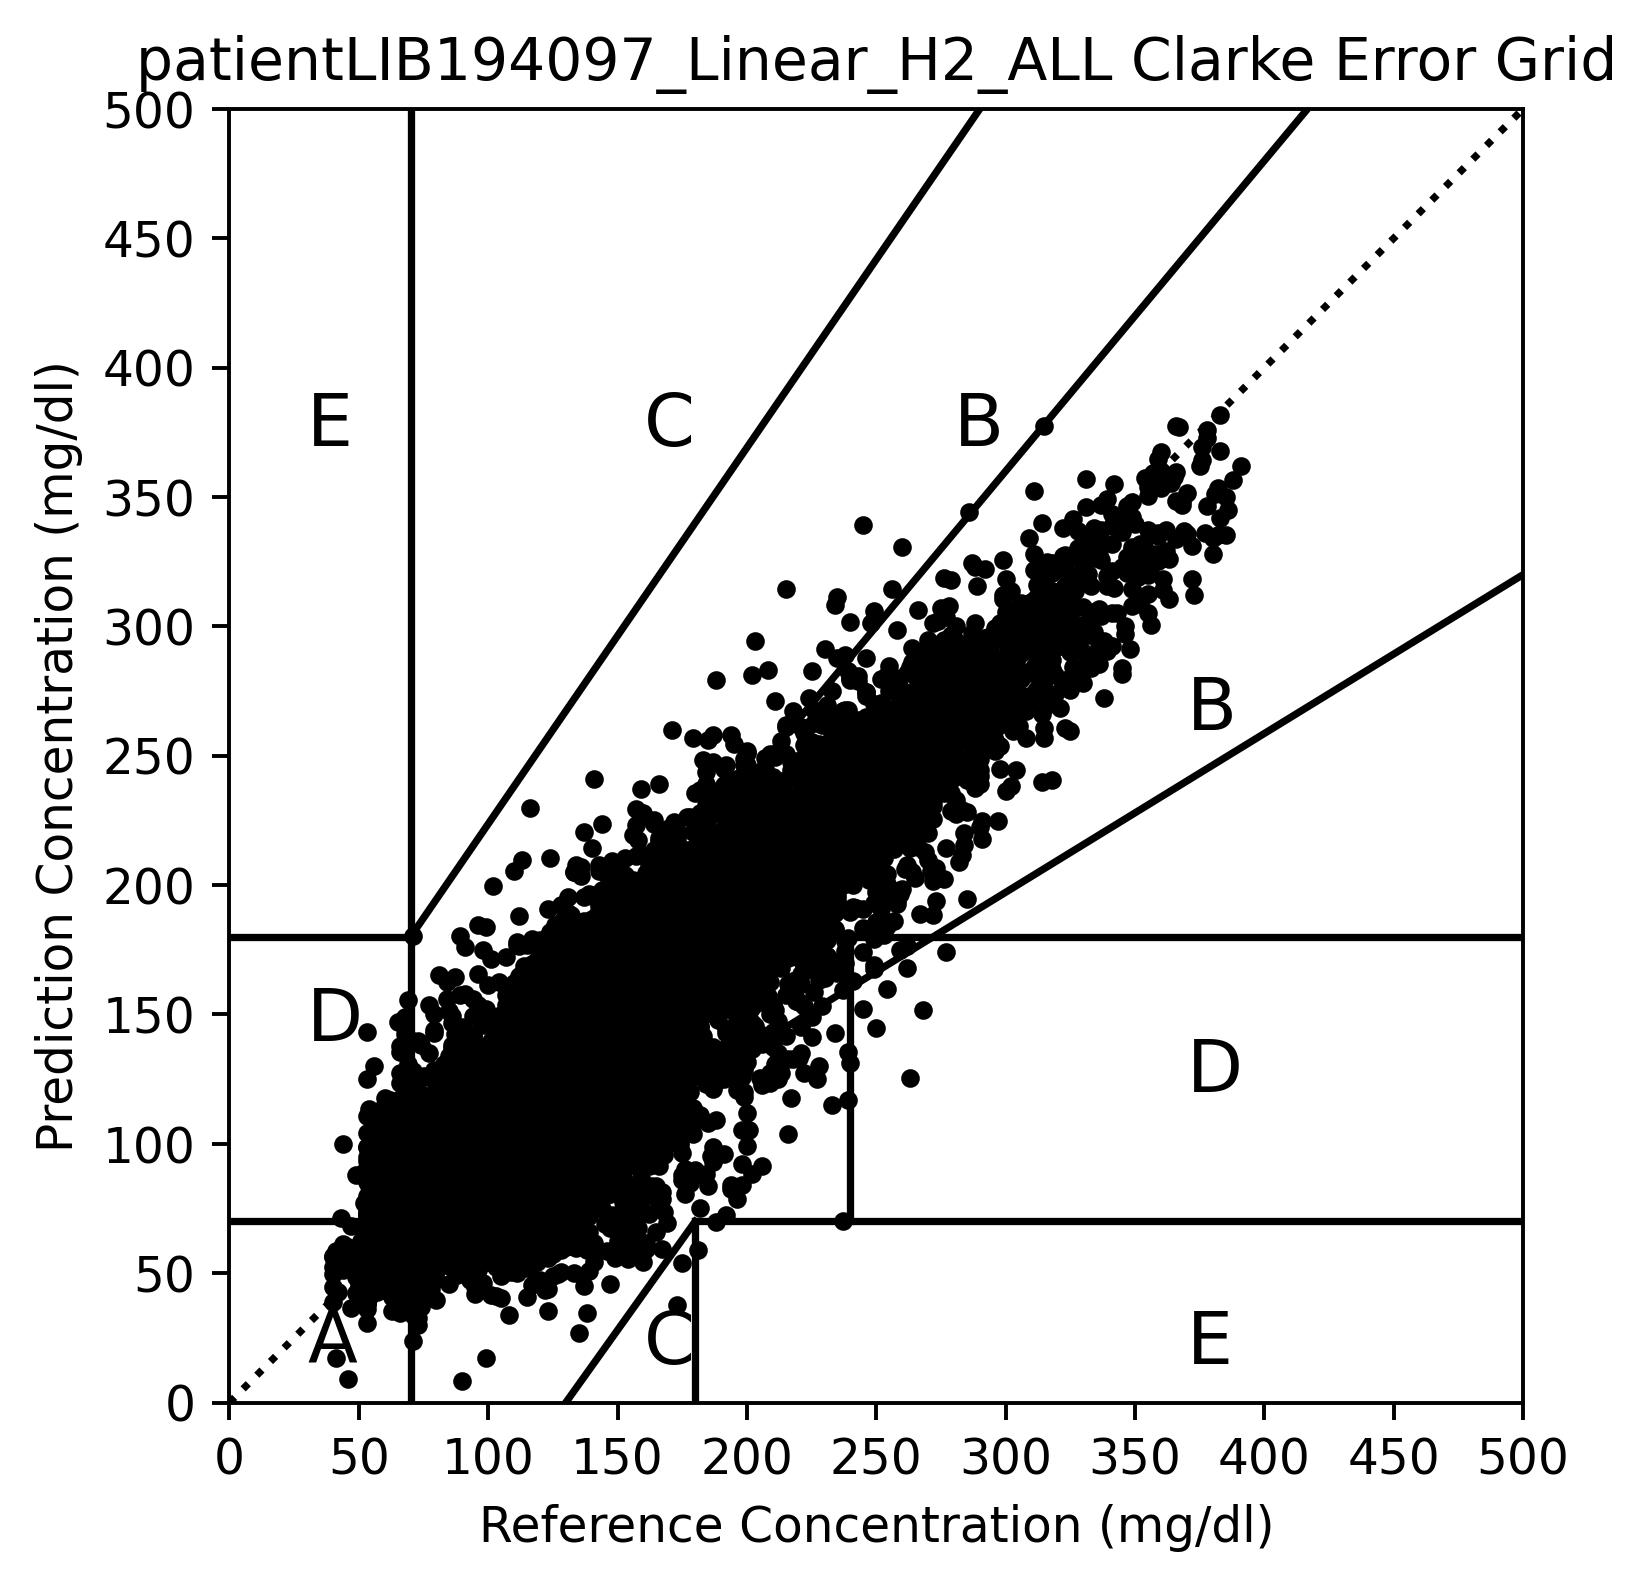 patientLIB194097_Linear_H2_ALL Clarke Error Grid
500
450
400
350
300
250
200
150
100
50
0
Prediction Concentration (mg/dl)
E
C
B
B
D
D
A
C
E
0 50 100 150 200 250 300 350 400 450 500
Reference Concentration (mg/dl)